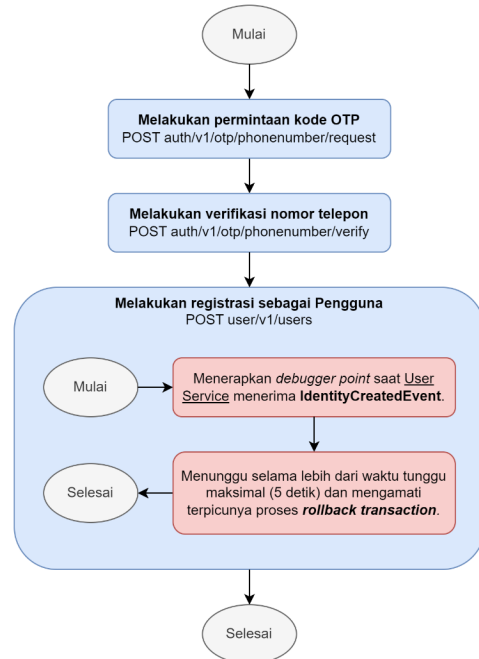 Mulai
Melakukan permintaan kode OTP
POST auth/v1/otp/phonenumber/request
Melakukan verifikasi nomor telepon
POST auth/v1/otp/phonenumber/verify
Melakukan registrasi sebagai Pengguna
POST user/v1/users
Mulai
Menerapkan debugger point saat User
Service menerima IdentityCreatedEvent.
Menunggu selama lebih dari waktu tunggu
maksimal (5 detik) dan mengamati
terpicunya proses rollback transaction.
Selesai
Selesai